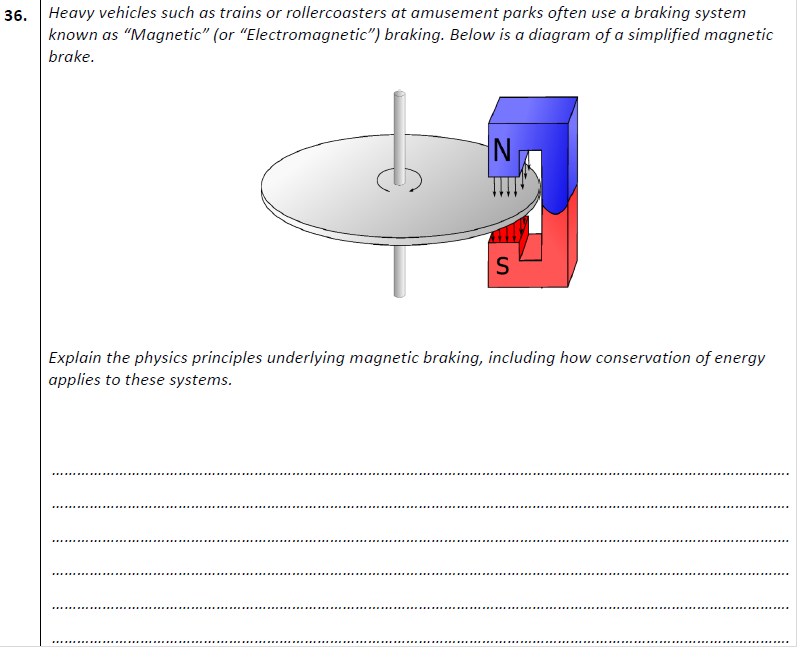 36. Heavy vehicles such as trains or rollercoasters at amusement parks often use a braking system
known as “Magnetic” (or “Electromagnetic”) braking. Below is a diagram of a simplified magnetic
brake.
N
S
Explain the physics principles underlying magnetic braking, including how conservation of energy
applies to these systems.